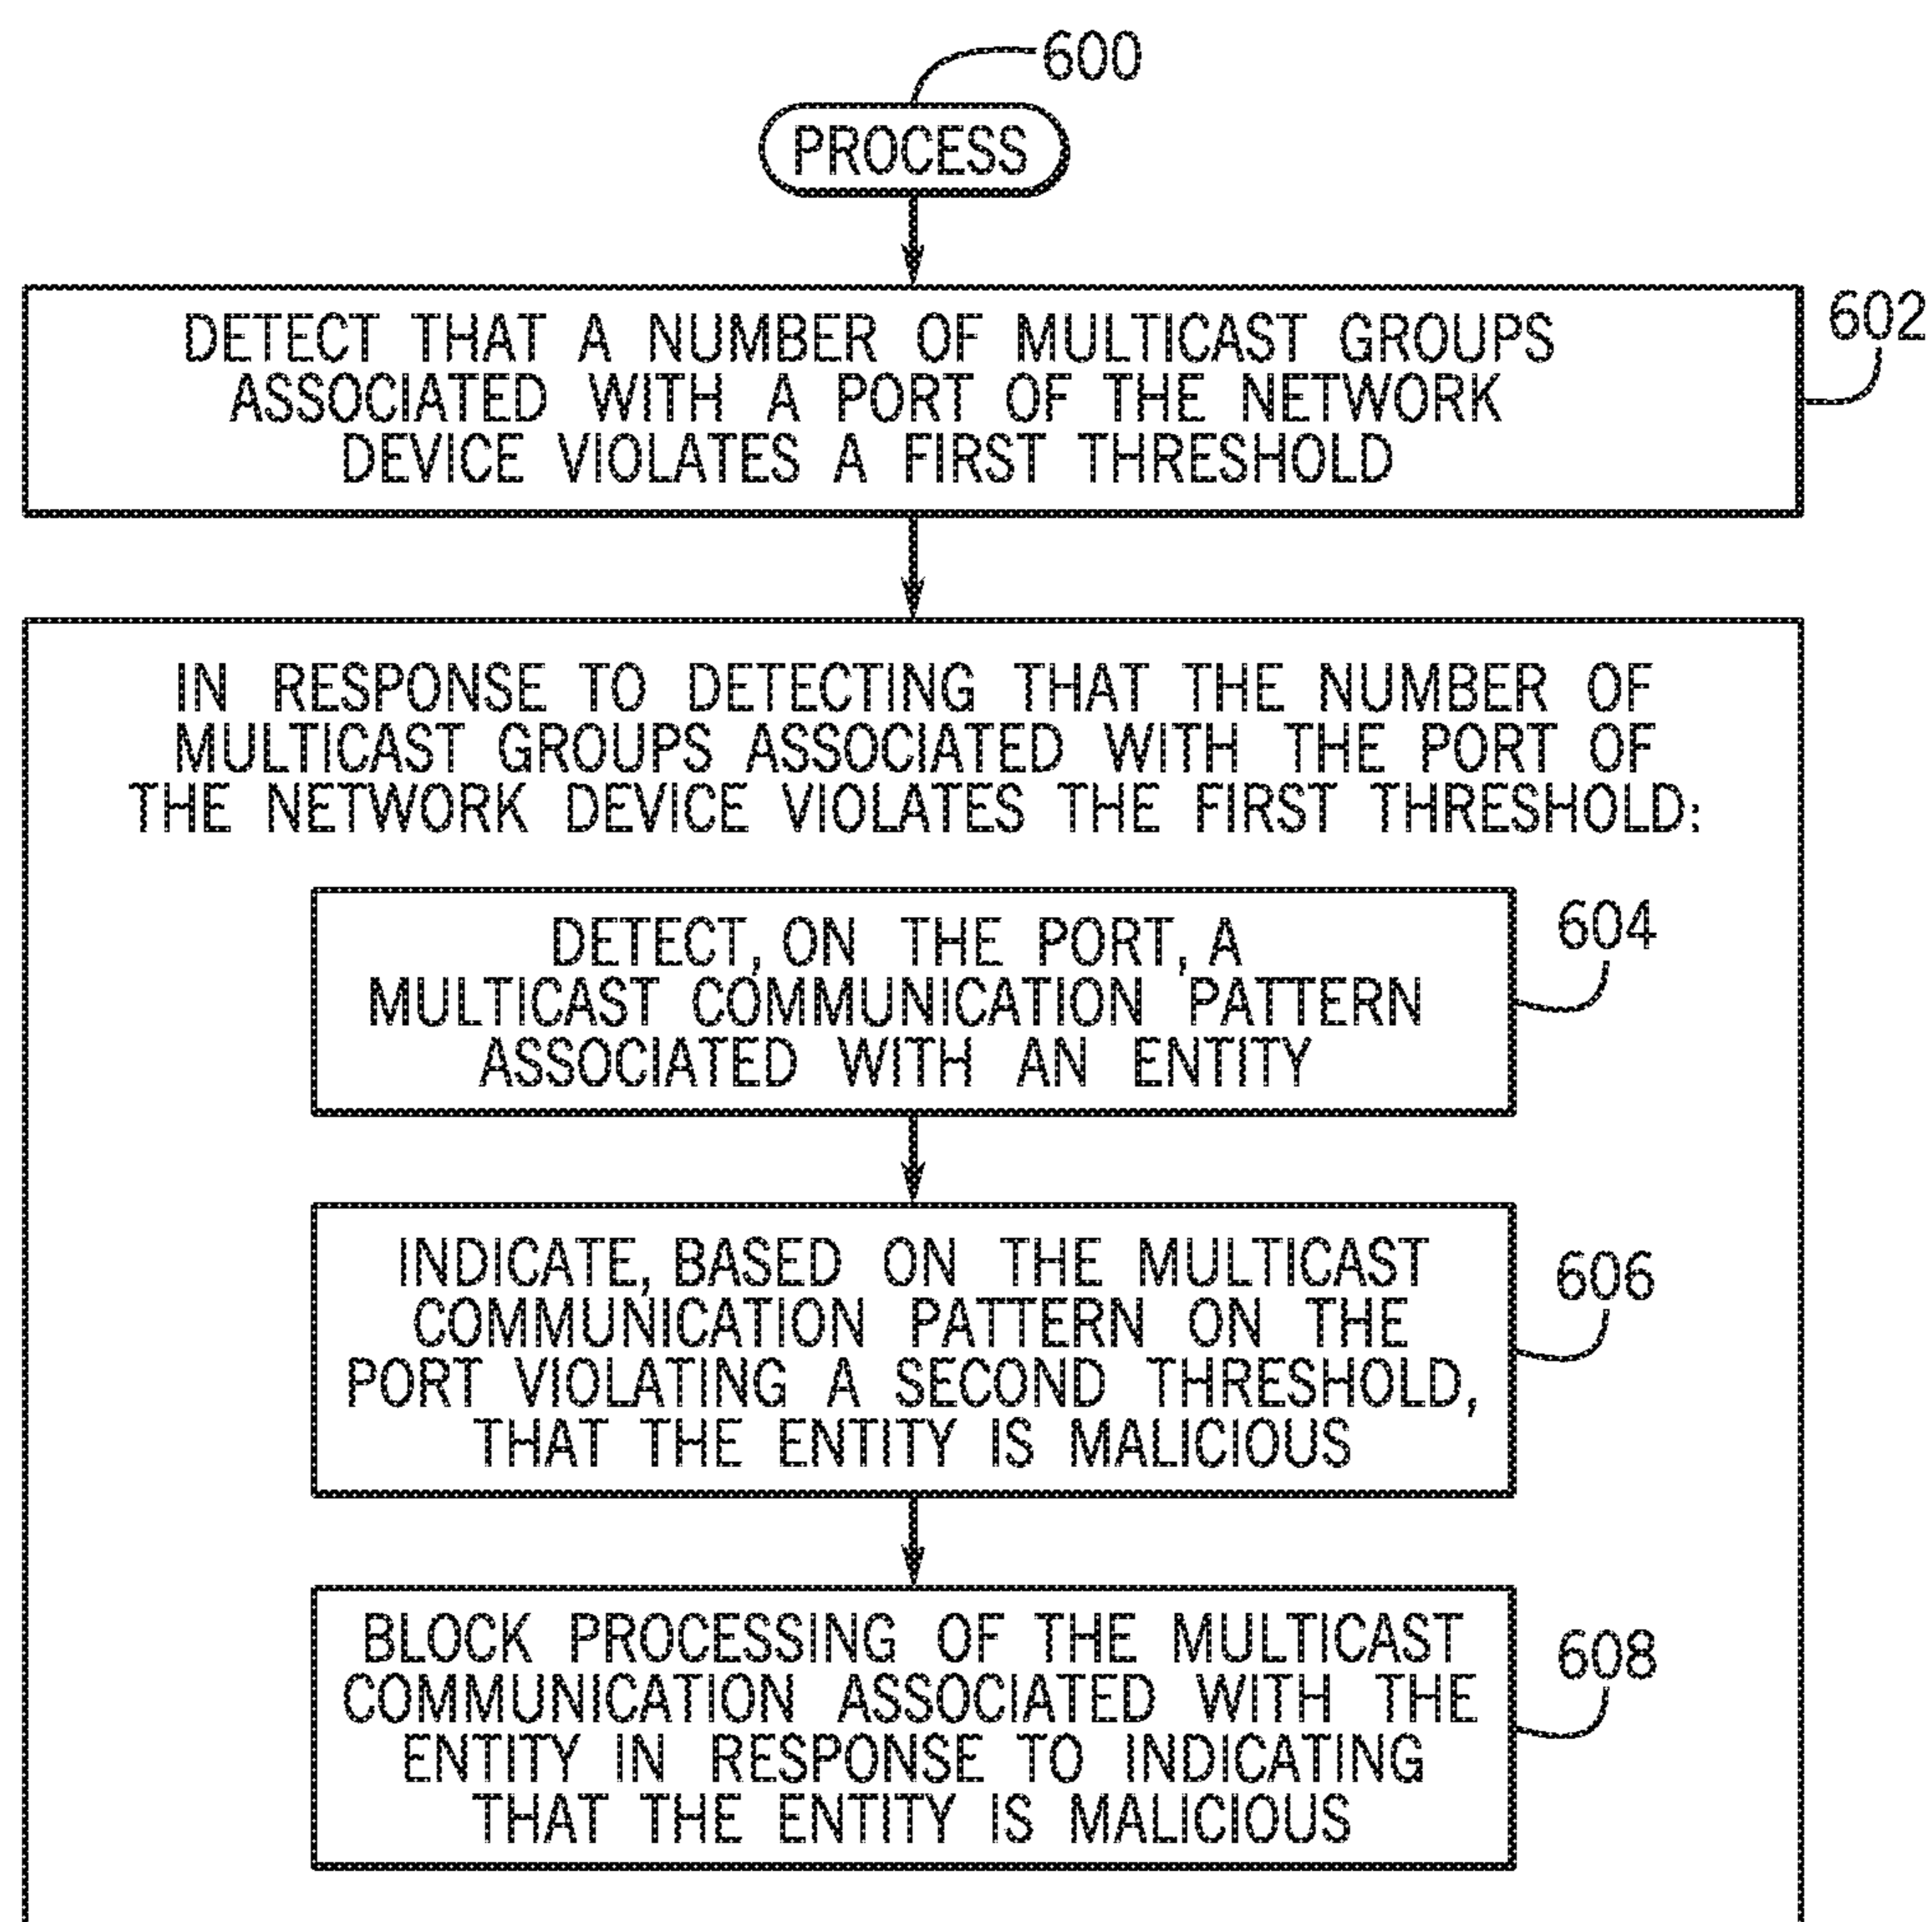 600
PROCESS
602
DETECT THAT A NUMBER OF MULTICAST GROUPS
ASSOCIATED WITH A PORT OF THE NETWORK
DEVICE VIOLATES A FIRST THRESHOLD
IN RESPONSE TO DETECTING THAT THE NUMBER OF
MULTICAST GROUPS ASSOCIATED WITH THE PORT OF
THE NETWORK DEVICE VIOLATES THE FIRST THRESHOLD:
604
DETECT, ON THE PORT, A
MULTICAST COMMUNICATION PATTERN
ASSOCIATED WITH AN ENTITY
606
INDICATE, BASED ON THE MULTICAST
COMMUNICATION PATTERN ON THE
PORT VIOLATING A SECOND THRESHOLD,
THAT THE ENTITY IS MALICIOUS
608
BLOCK PROCESSING OF THE MULTICAST
COMMUNICATION ASSOCIATED WITH THE
ENTITY IN RESPONSE TO INDICATING
THAT THE ENTITY IS MALICIOUS